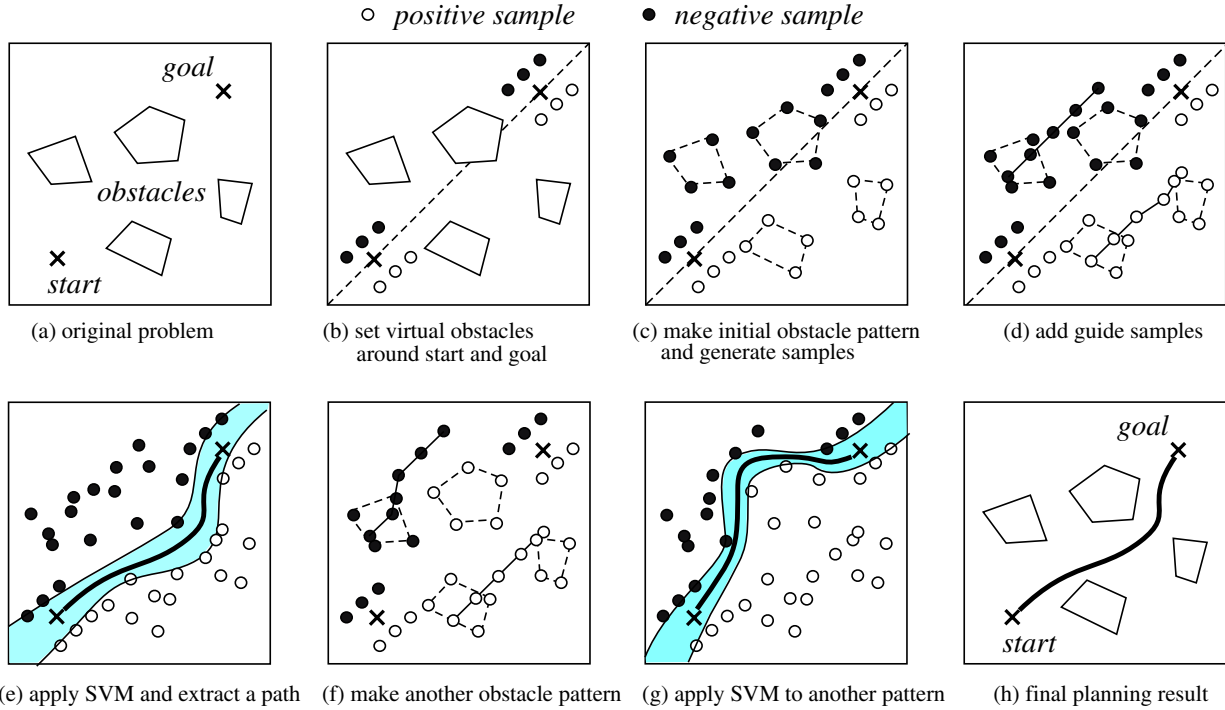 positive sample negative sample
goal
obstacles
start
(a) original problem
(b) set virtual obstacles
around start and goal
(c) make initial obstacle pattern
and generate samples
(d) add guide samples
(e) apply SVM and extract a path
(f) make another obstacle pattern
(g) apply SVM to another pattern
goal
start
(h) final planning result